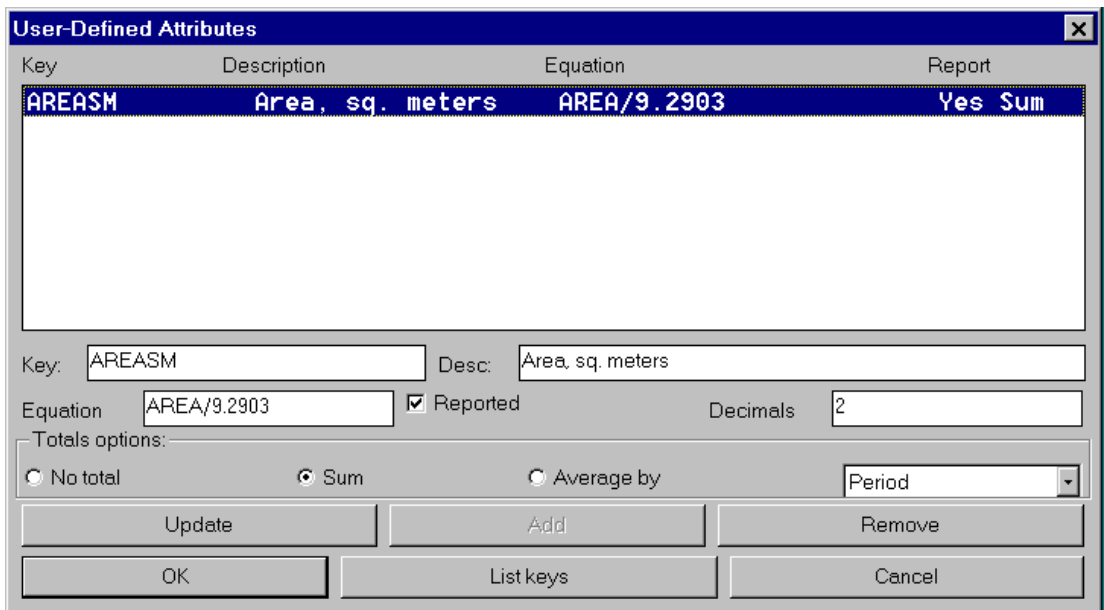 User-Defined Attributes
Key Description Equation Report
AREASM Area, sq. meters AREA/9.2903 Yes Sum
Key: AREASM Desc: Area, sq. meters
Equation AREA/9.2903 Reported Decimals 2
Totals options:
No total Sum Average by Period
Update Add Remove
OK List keys Cancel